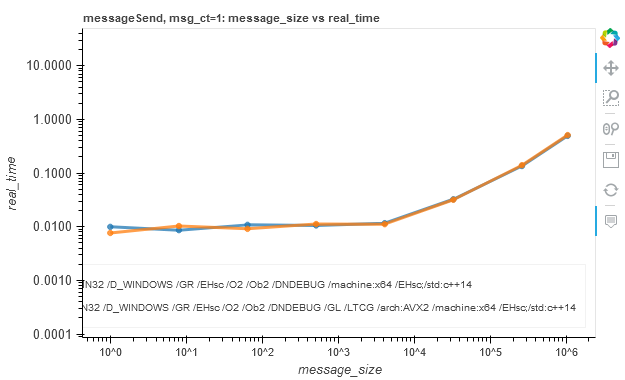 messageSend, msg_ct=1: message_size vs real_time
10.0000
1.0000
0.1000
0.0100
0.0010
0.0001
real_time
/D_WINDOWS /GR /EHsc /O2 /Ob2 /DNDEBUG /machine:x64 /EHsc;/std:c++14
/D_WINDOWS /GR /EHsc /O2 /Ob2 /DNDEBUG /GL /LTCG /arch:AVX2 /machine:x64 /EHsc;/std:c++14
10^0
10^1
10^2
10^3
10^4
10^5
10^6
message_size